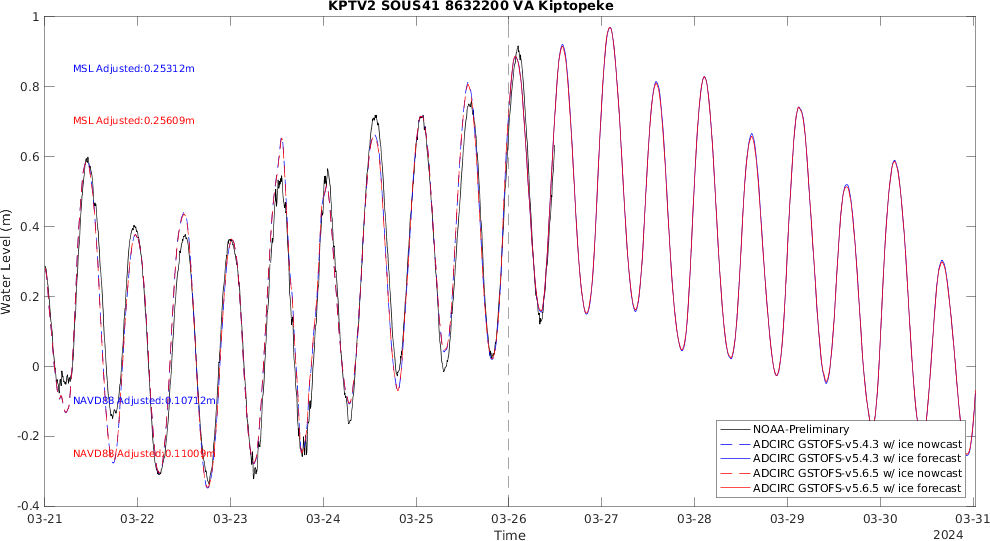 KPTV2 SOUS41 8632200 VA Kiptopeke
1
0.8
0.6
0.4
0.2
0
-0.2
-0.4
Water Level (m)
MSL Adjusted:0.25312m
MSL Adjusted:0.25609m
NAVD88 Adjusted:0.10712m
NAVD88 Adjusted:0.11009m
NOAA-Preliminary
ADCIRC GSTOFS-v5.4.3 w/ ice nowcast
ADCIRC GSTOFS-v5.4.3 w/ ice forecast
ADCIRC GSTOFS-v5.6.5 w/ ice nowcast
ADCIRC GSTOFS-v5.6.5 w/ ice forecast
03-21 03-22 03-23 03-24 03-25 03-26 03-27 03-28 03-29 03-30 03-31
Time
2024